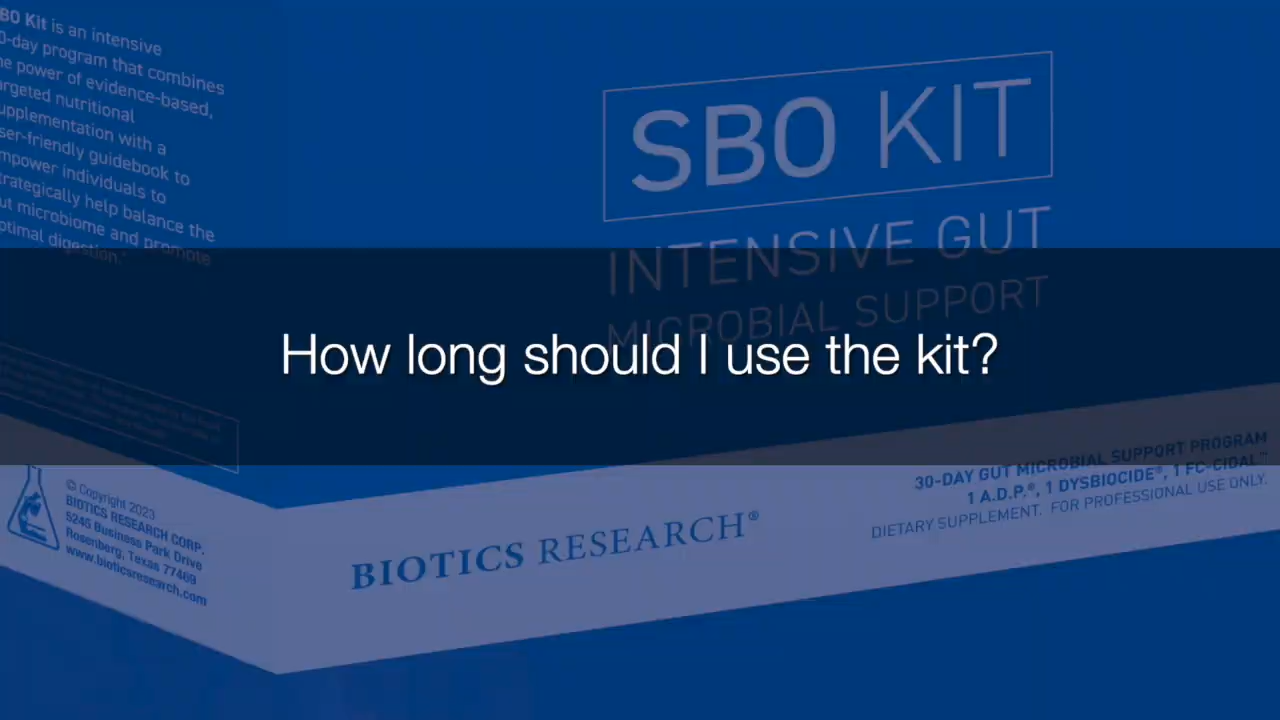 BO Kit is an intensive
0-day program that combines
he power of evidence-based,
argeted nutritional
upplementation with a
ser-friendly guidebook to
mpower individuals to
trategically help balance the
ut microbiome and promote
ptimal digestion.*
SBO KIT
INTENSIVE GUT
MICROBIAL SUPPORT
How long should I use the kit?
© Copyright 2023
BIOTICS RESEARCH CORP.
5245 Business Park Drive
Rosenberg, Texas 77469
www.bioticsresearch.com
BIOTICS RESEARCH®
30-DAY GUT MICROBIAL SUPPORT PROGRAM
1 A.D.P.®, 1 DYSBIOCIDE®, 1 FC-CIDAL™
DIETARY SUPPLEMENT. FOR PROFESSIONAL USE ONLY.